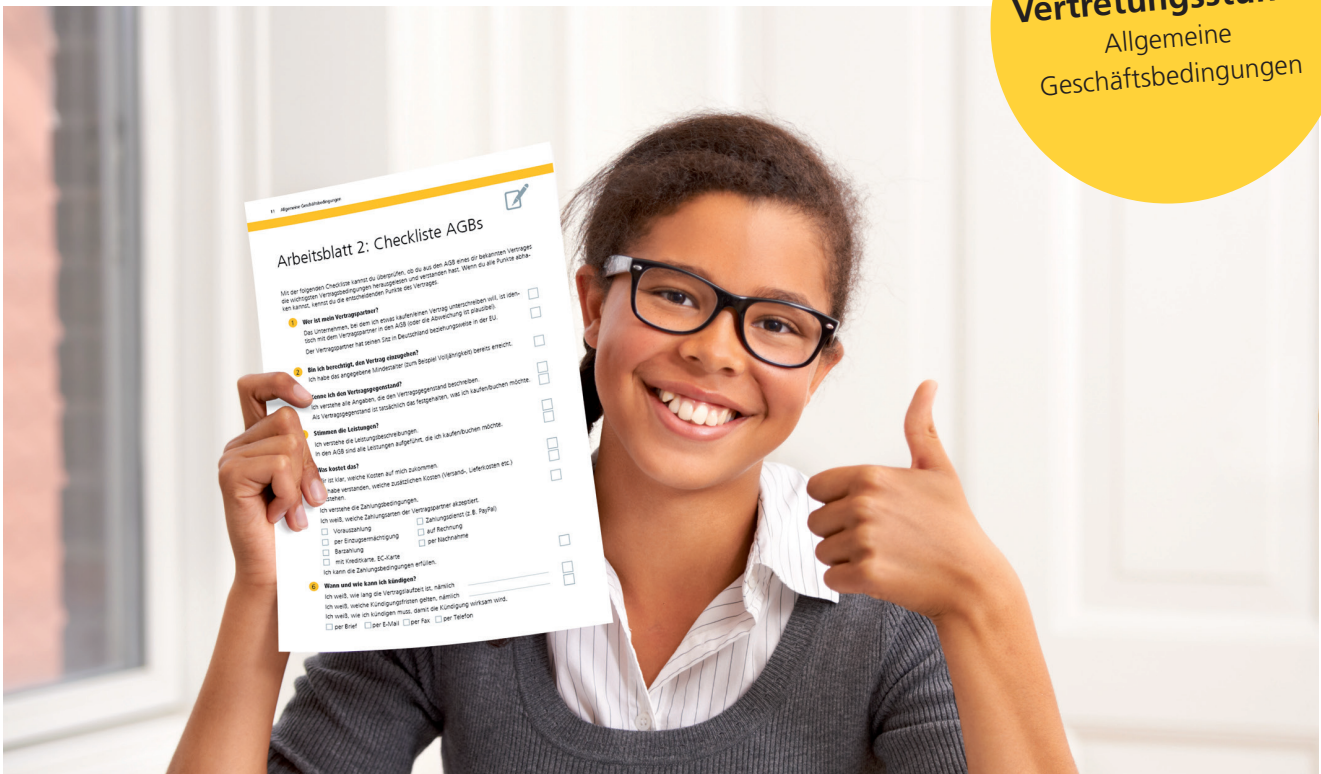 Vertretungsstun
Allgemeine
Geschäftsbedingungen
11 Allgemeine Geschäftsbedingungen
Arbeitsblatt 2: Checkliste AGBs
Mit der folgenden Checkliste kannst du überprüfen, ob du aus den AGB eines dir bekannten Vertrages
die wichtigsten Vertragsbedingungen herausgelesen und verstanden hast. Wenn du alle Punkte abha-
ken kannst, kennst du die entscheidenden Punkte des Vertrages.
1 Wer ist mein Vertragspartner?
Das Unternehmen, bei dem ich etwas kaufen/einen Vertrag unterschreiben will, ist iden-
tisch mit dem Vertragspartner in den AGB (oder die Abweichung ist plausibel).
Der Vertragspartner hat seinen Sitz in Deutschland beziehungsweise in der EU.
2 Bin ich berechtigt, den Vertrag einzugehen?
Ich habe das angegebene Mindestalter (zum Beispiel Volljährigkeit) bereits erreicht.
Kenne ich den Vertragsgegenstand?
Ich verstehe alle Angaben, die den Vertragsgegenstand beschreiben.
Als Vertragsgegenstand ist tatsächlich das festgehalten, was ich kaufen/buchen möchte.
Stimmen die Leistungen?
Ich verstehe die Leistungsbeschreibungen.
In den AGB sind alle Leistungen aufgeführt, die ich kaufen/buchen möchte.
Was kostet das?
ir ist klar, welche Kosten auf mich zukommen.
habe verstanden, welche zusätzlichen Kosten (Versand-, Lieferkosten etc.)
stehen.
Ich verstehe die Zahlungsbedingungen.
Ich weiß, welche Zahlungsarten der Vertragspartner akzeptiert.
Vorauszahlung Zahlungsdienst (z.B. PayPal)
per Einzugsermächtigung auf Rechnung
Barzahlung per Nachnahme
mit Kreditkarte, EC-Karte
Ich kann die Zahlungsbedingungen erfüllen.
6 Wann und wie kann ich kündigen?
Ich weiß, wie lang die Vertragslaufzeit ist, nämlich
Ich weiß, welche Kündigungsfristen gelten, nämlich
Ich weiß, wie ich kündigen muss, damit die Kündigung wirksam wird.
per Brief per E-Mail per Fax per Telefon